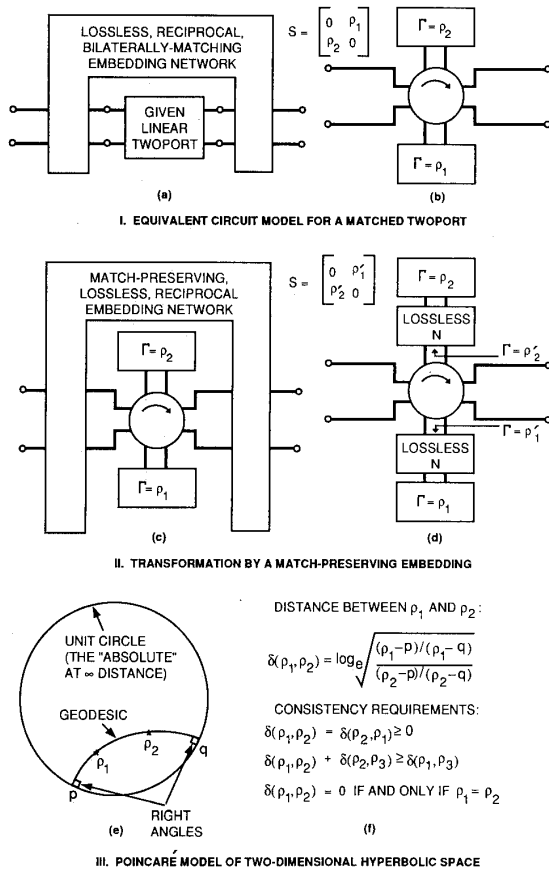 LOSSLESS, RECIPROCAL,
BILATERALLY-MATCHING
EMBEDDING NETWORK
GIVEN
LINEAR
TWOPORT
(a)
S = [0 ρ₁
ρ₂ 0]
Γ = ρ₂
Γ = ρ₁
(b)
I. EQUIVALENT CIRCUIT MODEL FOR A MATCHED TWOPORT
MATCH-PRESERVING,
LOSSLESS, RECIPROCAL
EMBEDDING NETWORK
Γ = ρ₂
Γ = ρ₁
(c)
S = [0 ρ₁′
ρ₂′ 0]
Γ = ρ₂
LOSSLESS
N
Γ = ρ₂′
Γ = ρ₁′
LOSSLESS
N
Γ = ρ₁
(d)
II. TRANSFORMATION BY A MATCH-PRESERVING EMBEDDING
UNIT CIRCLE
(THE "ABSOLUTE"
AT ∞ DISTANCE)
GEODESIC
ρ₁
ρ₂
q
p
RIGHT
ANGLES
(e)
DISTANCE BETWEEN ρ₁ AND ρ₂ :
δ(ρ₁,ρ₂) = logₑ √((ρ₁-p)/(ρ₁-q) / (ρ₂-p)/(ρ₂-q))
CONSISTENCY REQUIREMENTS:
δ(ρ₁,ρ₂) = δ(ρ₂,ρ₁) ≥ 0
δ(ρ₁,ρ₂) + δ(ρ₂,ρ₃) ≥ δ(ρ₁,ρ₃)
δ(ρ₁,ρ₂) = 0 IF AND ONLY IF ρ₁ = ρ₂
(f)
III. POINCARÉ MODEL OF TWO-DIMENSIONAL HYPERBOLIC SPACE